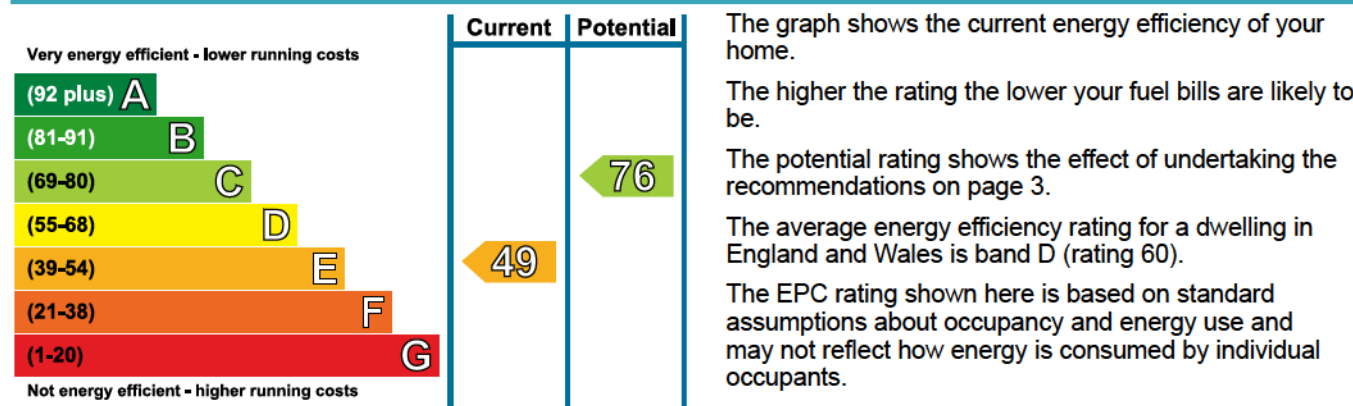 Current Potential
Very energy efficient - lower running costs
(92 plus) A
(81-91) B
(69-80) C
(55-68) D
(39-54) E
(21-38) F
(1-20) G
Not energy efficient - higher running costs
76
49
The graph shows the current energy efficiency of your
home.
The higher the rating the lower your fuel bills are likely to
be.
The potential rating shows the effect of undertaking the
recommendations on page 3.
The average energy efficiency rating for a dwelling in
England and Wales is band D (rating 60).
The EPC rating shown here is based on standard
assumptions about occupancy and energy use and
may not reflect how energy is consumed by individual
occupants.